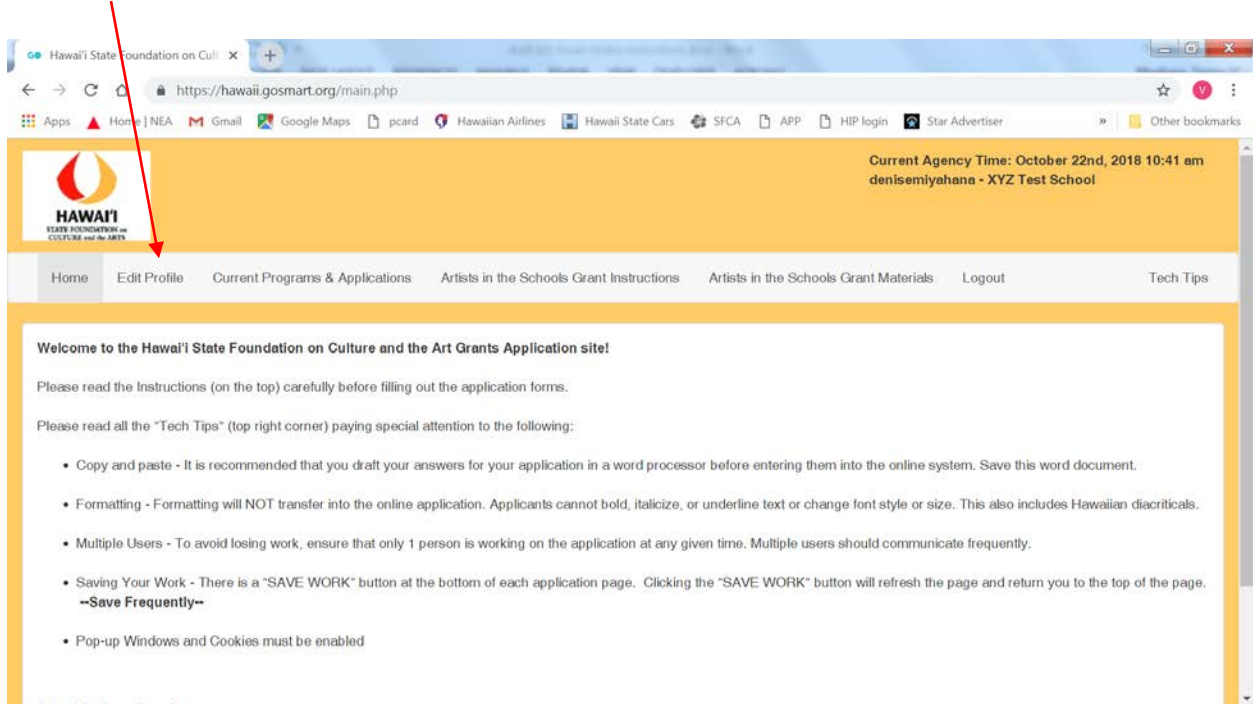 Hawai'i State Foundation on Cult
https://hawaii.gosmart.org/main.php
V
Apps Home | NEA Gmail Google Maps pcard Hawaiian Airlines Hawaii State Cars SFCA APP HIP login Star Advertiser » Other bookmarks
HAWAI'I
STATE FOUNDATION on
CULTURE and the ARTS
Current Agency Time: October 22nd, 2018 10:41 am
denisemiyahana - XYZ Test School
Home Edit Profile Current Programs & Applications Artists in the Schools Grant Instructions Artists in the Schools Grant Materials Logout Tech Tips
Welcome to the Hawai'i State Foundation on Culture and the Art Grants Application site!
Please read the Instructions (on the top) carefully before filling out the application forms.
Please read all the "Tech Tips" (top right corner) paying special attention to the following:
• Copy and paste - It is recommended that you draft your answers for your application in a word processor before entering them into the online system. Save this word document.
• Formatting - Formatting will NOT transfer into the online application. Applicants cannot bold, italicize, or underline text or change font style or size. This also includes Hawaiian diacriticals.
• Multiple Users - To avoid losing work, ensure that only 1 person is working on the application at any given time. Multiple users should communicate frequently.
• Saving Your Work - There is a "SAVE WORK" button at the bottom of each application page. Clicking the "SAVE WORK" button will refresh the page and return you to the top of the page.
--Save Frequently--
• Pop-up Windows and Cookies must be enabled